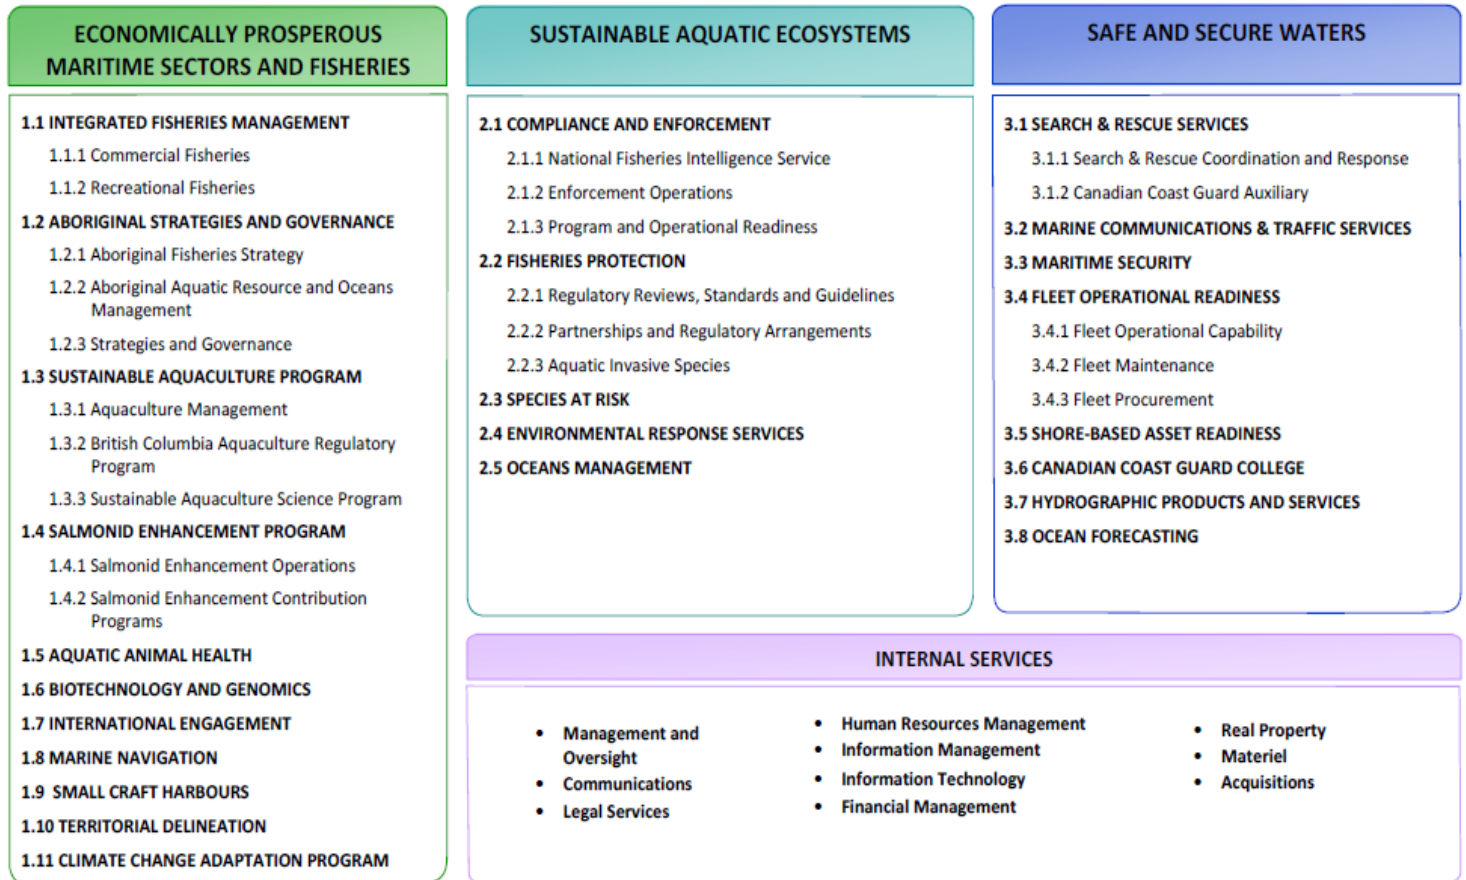 ECONOMICALLY PROSPEROUS
MARITIME SECTORS AND FISHERIES
1.1 INTEGRATED FISHERIES MANAGEMENT
1.1.1 Commercial Fisheries
1.1.2 Recreational Fisheries
1.2 ABORIGINAL STRATEGIES AND GOVERNANCE
1.2.1 Aboriginal Fisheries Strategy
1.2.2 Aboriginal Aquatic Resource and Oceans
Management
1.2.3 Strategies and Governance
1.3 SUSTAINABLE AQUACULTURE PROGRAM
1.3.1 Aquaculture Management
1.3.2 British Columbia Aquaculture Regulatory
Program
1.3.3 Sustainable Aquaculture Science Program
1.4 SALMONID ENHANCEMENT PROGRAM
1.4.1 Salmonid Enhancement Operations
1.4.2 Salmonid Enhancement Contribution
Programs
1.5 AQUATIC ANIMAL HEALTH
1.6 BIOTECHNOLOGY AND GENOMICS
1.7 INTERNATIONAL ENGAGEMENT
1.8 MARINE NAVIGATION
1.9 SMALL CRAFT HARBOURS
1.10 TERRITORIAL DELINEATION
1.11 CLIMATE CHANGE ADAPTATION PROGRAM
SUSTAINABLE AQUATIC ECOSYSTEMS
2.1 COMPLIANCE AND ENFORCEMENT
2.1.1 National Fisheries Intelligence Service
2.1.2 Enforcement Operations
2.1.3 Program and Operational Readiness
2.2 FISHERIES PROTECTION
2.2.1 Regulatory Reviews, Standards and Guidelines
2.2.2 Partnerships and Regulatory Arrangements
2.2.3 Aquatic Invasive Species
2.3 SPECIES AT RISK
2.4 ENVIRONMENTAL RESPONSE SERVICES
2.5 OCEANS MANAGEMENT
SAFE AND SECURE WATERS
3.1 SEARCH & RESCUE SERVICES
3.1.1 Search & Rescue Coordination and Response
3.1.2 Canadian Coast Guard Auxiliary
3.2 MARINE COMMUNICATIONS & TRAFFIC SERVICES
3.3 MARITIME SECURITY
3.4 FLEET OPERATIONAL READINESS
3.4.1 Fleet Operational Capability
3.4.2 Fleet Maintenance
3.4.3 Fleet Procurement
3.5 SHORE-BASED ASSET READINESS
3.6 CANADIAN COAST GUARD COLLEGE
3.7 HYDROGRAPHIC PRODUCTS AND SERVICES
3.8 OCEAN FORECASTING
INTERNAL SERVICES
• Management and
Oversight
• Communications
• Legal Services
• Human Resources Management
• Information Management
• Information Technology
• Financial Management
• Real Property
• Materiel
• Acquisitions